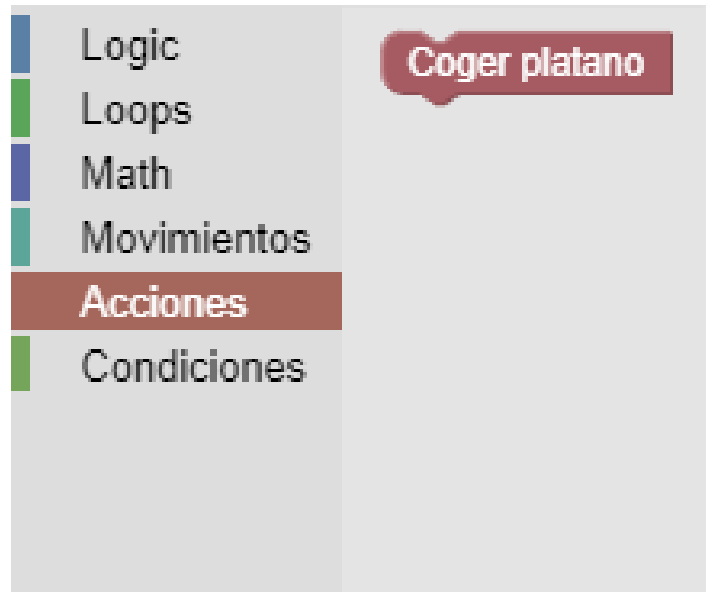 Logic
Loops
Math
Movimientos
Acciones
Condiciones
Coger platano